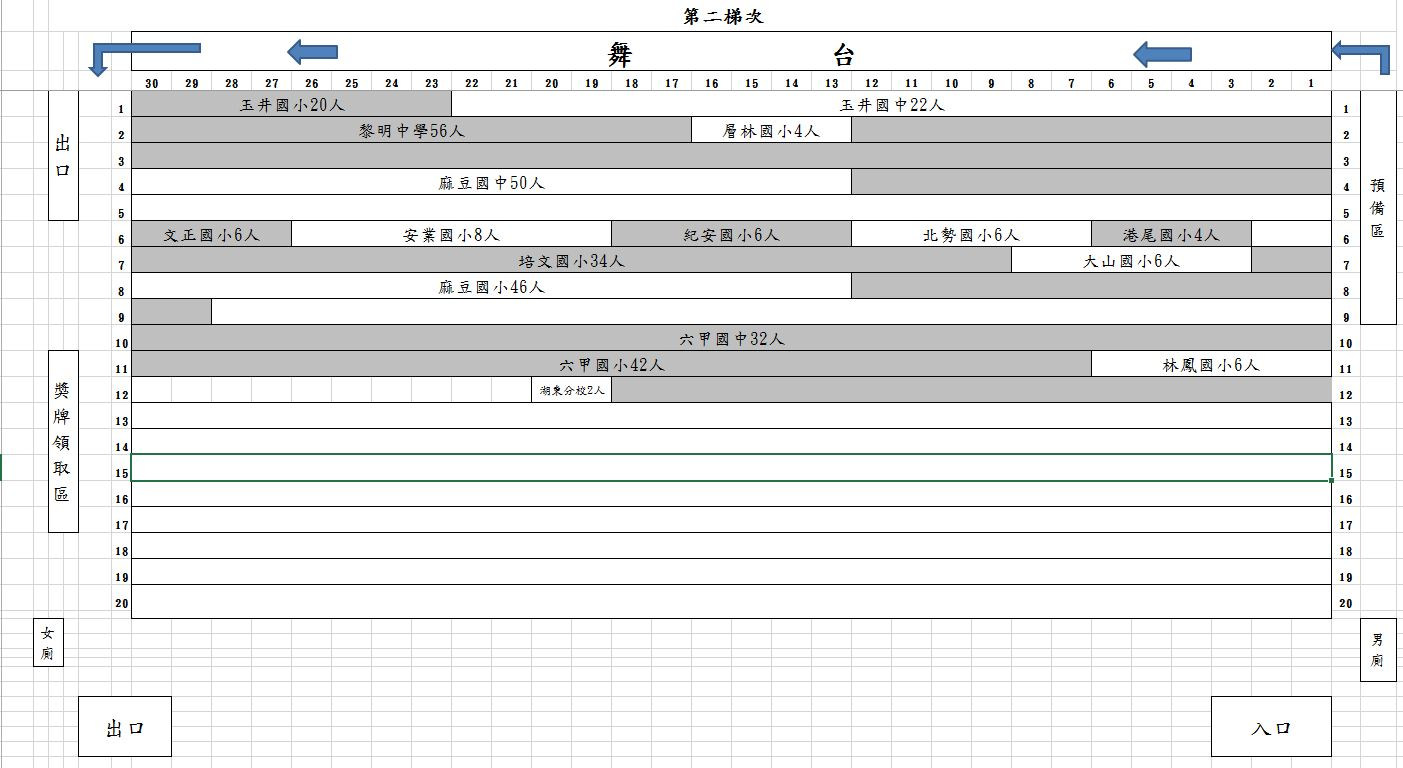 第二梯次
舞台
30 29 28 27 26 25 24 23 22 21 20 19 18 17 16 15 14 13 12 11 10 9 8 7 6 5 4 3 2 1
出口
預備區
1 玉井國小20人 玉井國中22人 1
2 黎明中學56人 層林國小4人 2
3 3
4 麻豆國中50人 4
5 5
6 文正國小6人 安業國小8人 紀安國小6人 北勢國小6人 港尾國小4人 6
7 培文國小34人 大山國小6人 7
8 麻豆國小46人 8
9 9
10 六甲國中32人 10
獎牌領取區
11 六甲國小42人 林鳳國小6人 11
12 湖東分校2人 12
13 13
14 14
15 15
16 16
17 17
18 18
19 19
20 20
女廁
男廁
出口
入口